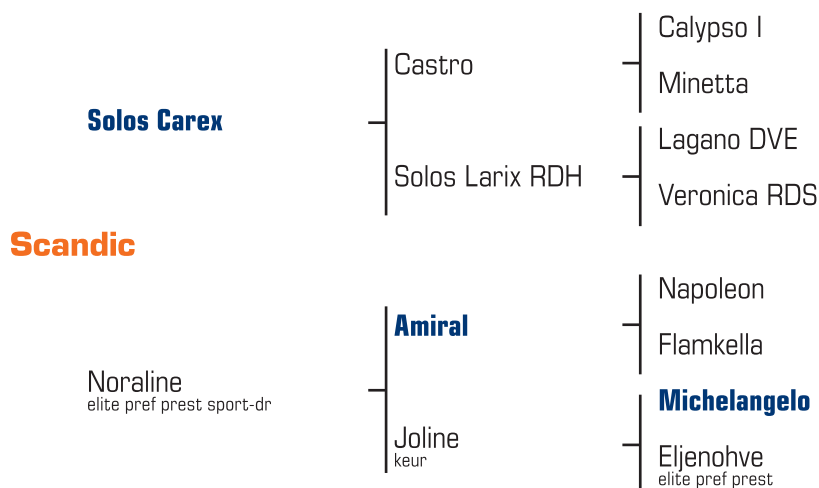 Calypso I
Castro
Minetta
Solos Carex
Lagano DVE
Solos Larix RDH
Veronica RDS
Scandic
Napoleon
Amiral
Flamkella
Noraline
elite pref prest sport-dr
Michelangelo
Joline
keur
Eljenohve
elite pref prest